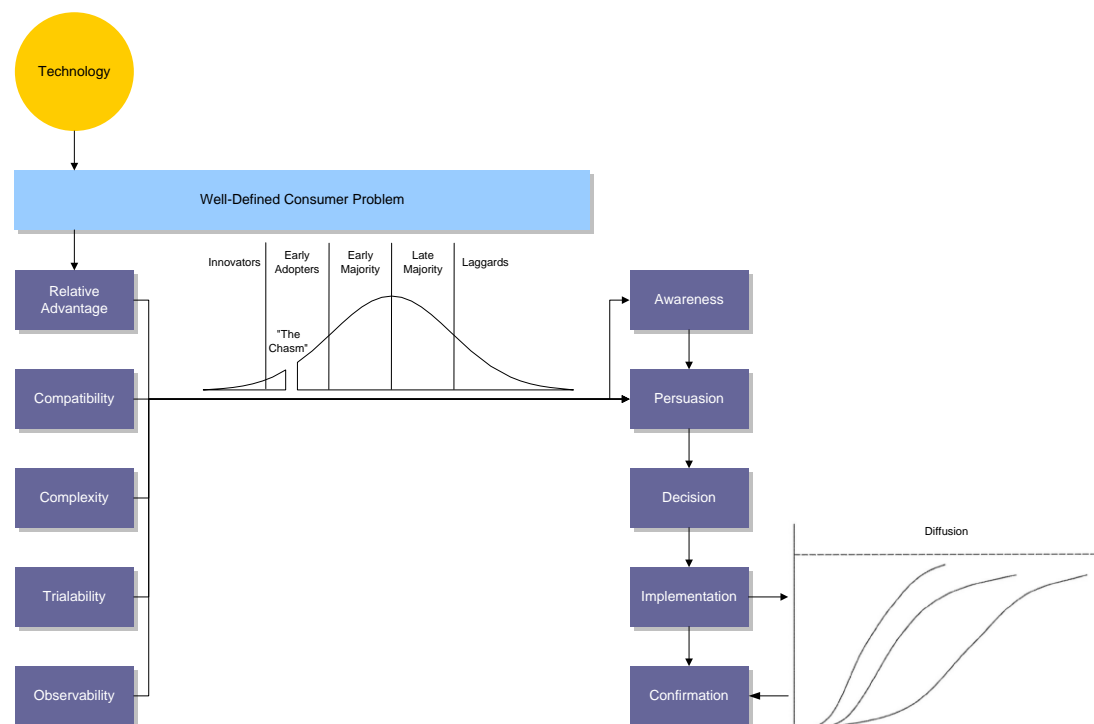 Technology
Well-Defined Consumer Problem
Innovators
Early
Adopters
Early
Majority
Late
Majority
Laggards
"The
Chasm"
Relative
Advantage
Compatibility
Complexity
Trialability
Observability
Awareness
Persuasion
Decision
Implementation
Confirmation
Diffusion